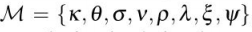 ℳ = {κ, θ, σ, ν, ρ, λ, ξ, ψ}